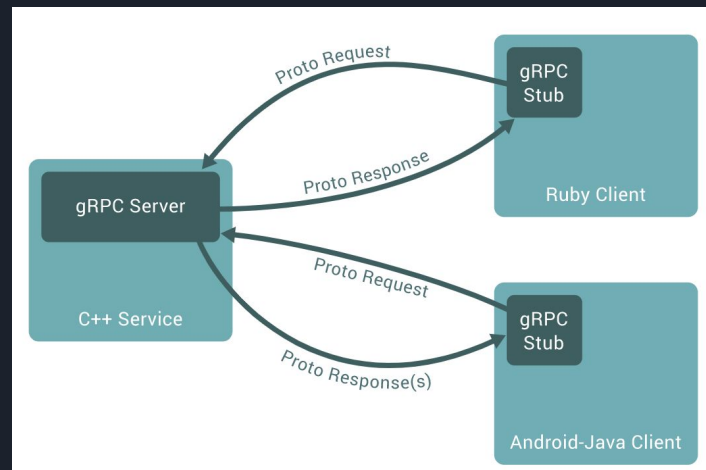 Proto Request
gRPC
Stub
Proto Response
Ruby Client
gRPC Server
C++ Service
Proto Request
gRPC
Stub
Proto Response(s)
Android-Java Client